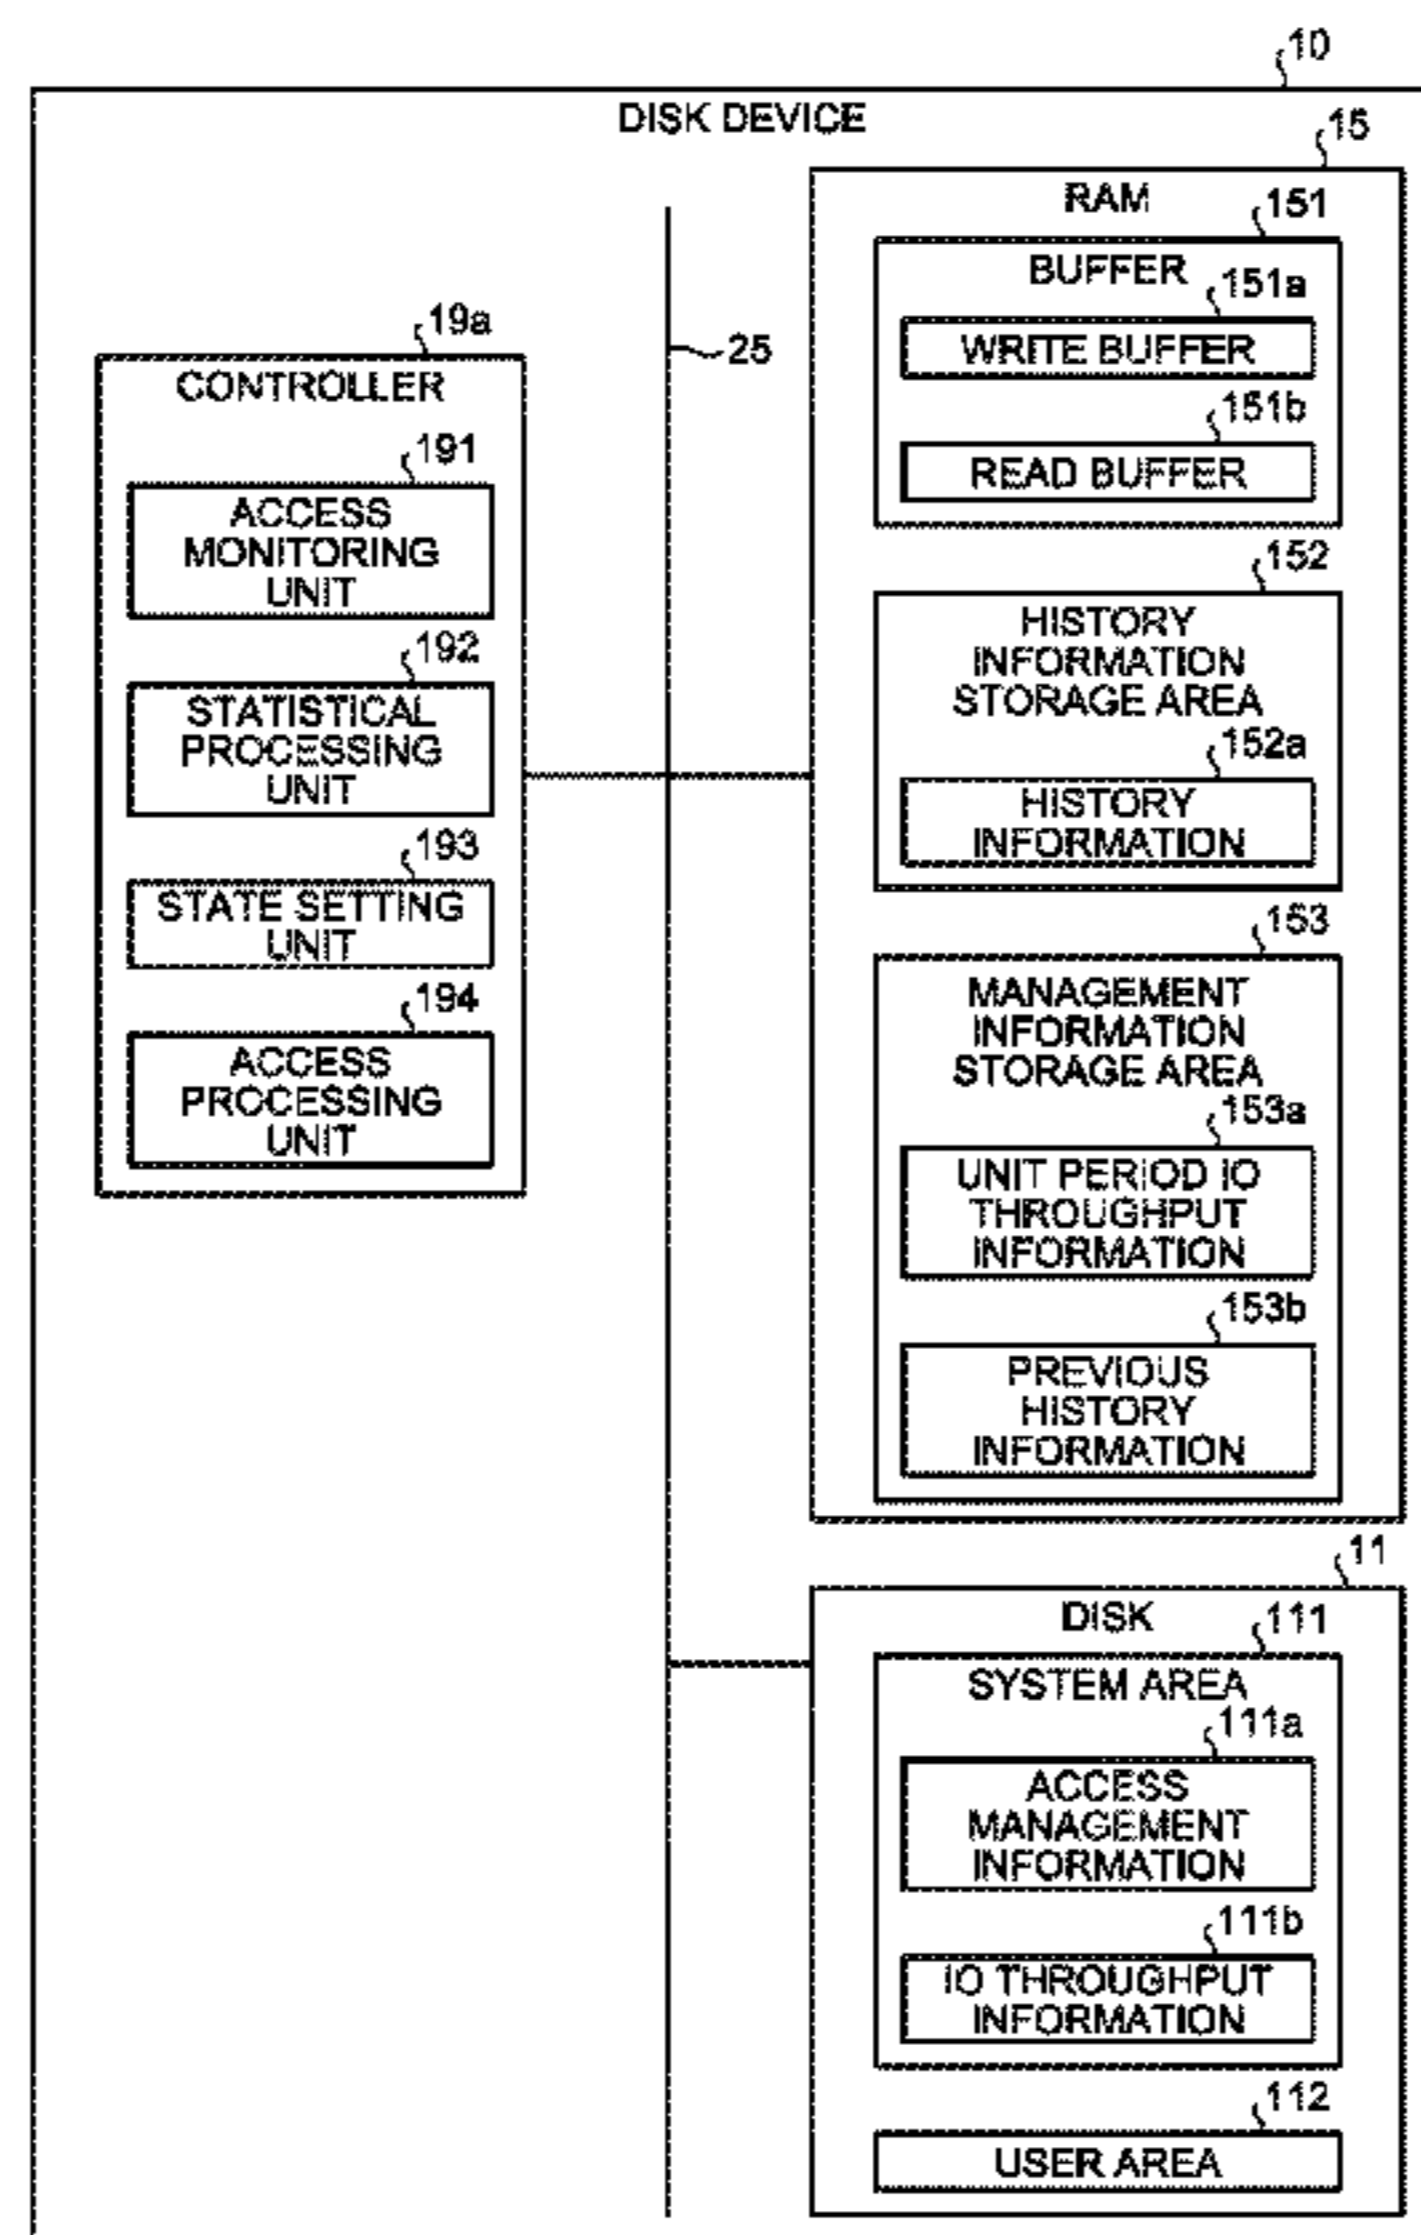 10
DISK DEVICE
19a
CONTROLLER
191
ACCESS
MONITORING
UNIT
192
STATISTICAL
PROCESSING
UNIT
193
STATE SETTING
UNIT
194
ACCESS
PROCESSING
UNIT
25
15
RAM
151
BUFFER
151a
WRITE BUFFER
151b
READ BUFFER
152
HISTORY
INFORMATION
STORAGE AREA
152a
HISTORY
INFORMATION
153
MANAGEMENT
INFORMATION
STORAGE AREA
153a
UNIT PERIOD IO
THROUGHPUT
INFORMATION
153b
PREVIOUS
HISTORY
INFORMATION
11
DISK
111
SYSTEM AREA
111a
ACCESS
MANAGEMENT
INFORMATION
111b
IO THROUGHPUT
INFORMATION
112
USER AREA